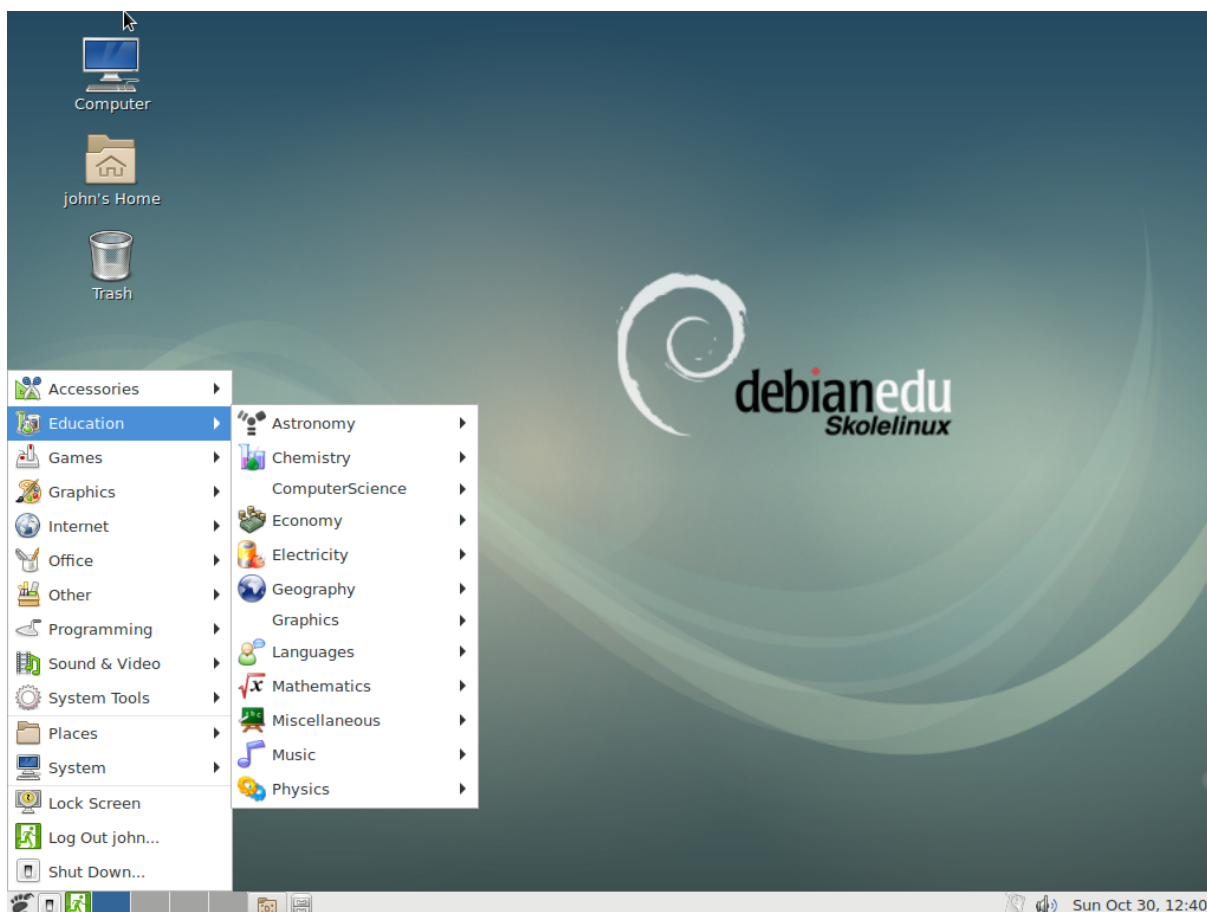 Computer
john's Home
Trash
debianedu
Skolelinux
Accessories
Education
Games
Graphics
Internet
Office
Other
Programming
Sound & Video
System Tools
Places
System
Lock Screen
Log Out john...
Shut Down...
Astronomy
Chemistry
ComputerScience
Economy
Electricity
Geography
Graphics
Languages
Mathematics
Miscellaneous
Music
Physics
Sun Oct 30, 12:40